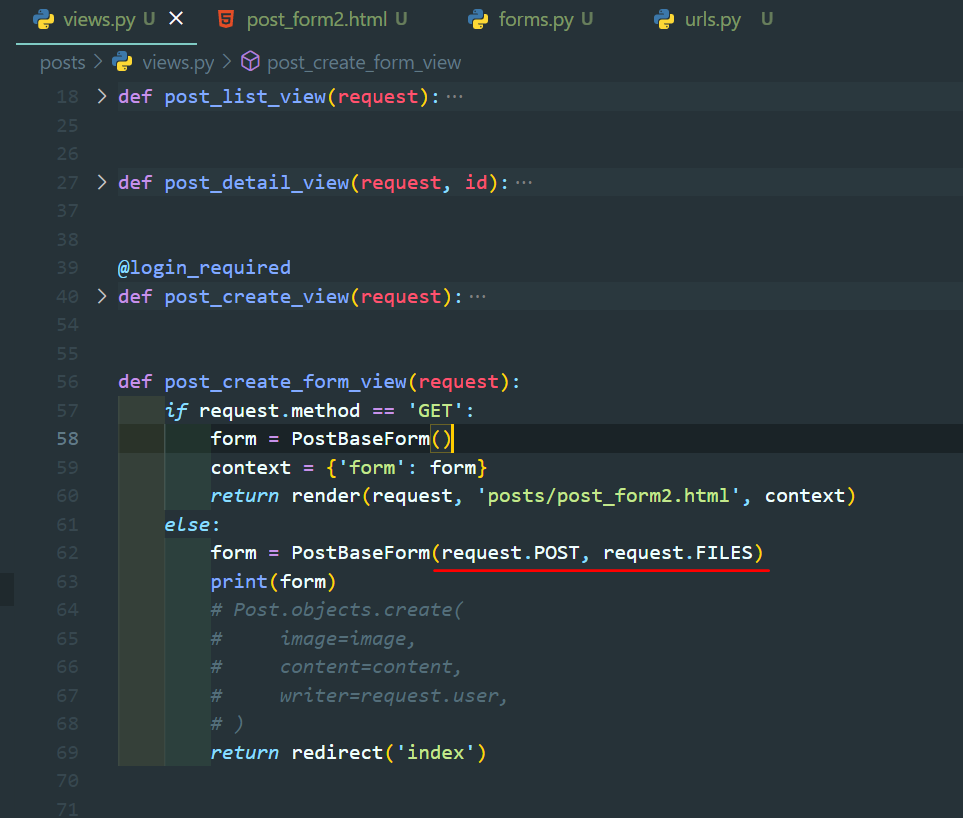 views.py U × post_form2.html U forms.py U urls.py U
posts > views.py > post_create_form_view
18 > def post_list_view(request): ···
25
26
27 > def post_detail_view(request, id): ···
37
38
39 @login_required
40 > def post_create_view(request): ···
54
55
56 def post_create_form_view(request):
57 if request.method == 'GET':
58 form = PostBaseForm()
59 context = {'form': form}
60 return render(request, 'posts/post_form2.html', context)
61 else:
62 form = PostBaseForm(request.POST, request.FILES)
63 print(form)
64 # Post.objects.create(
65 # image=image,
66 # content=content,
67 # writer=request.user,
68 # )
69 return redirect('index')
70
71